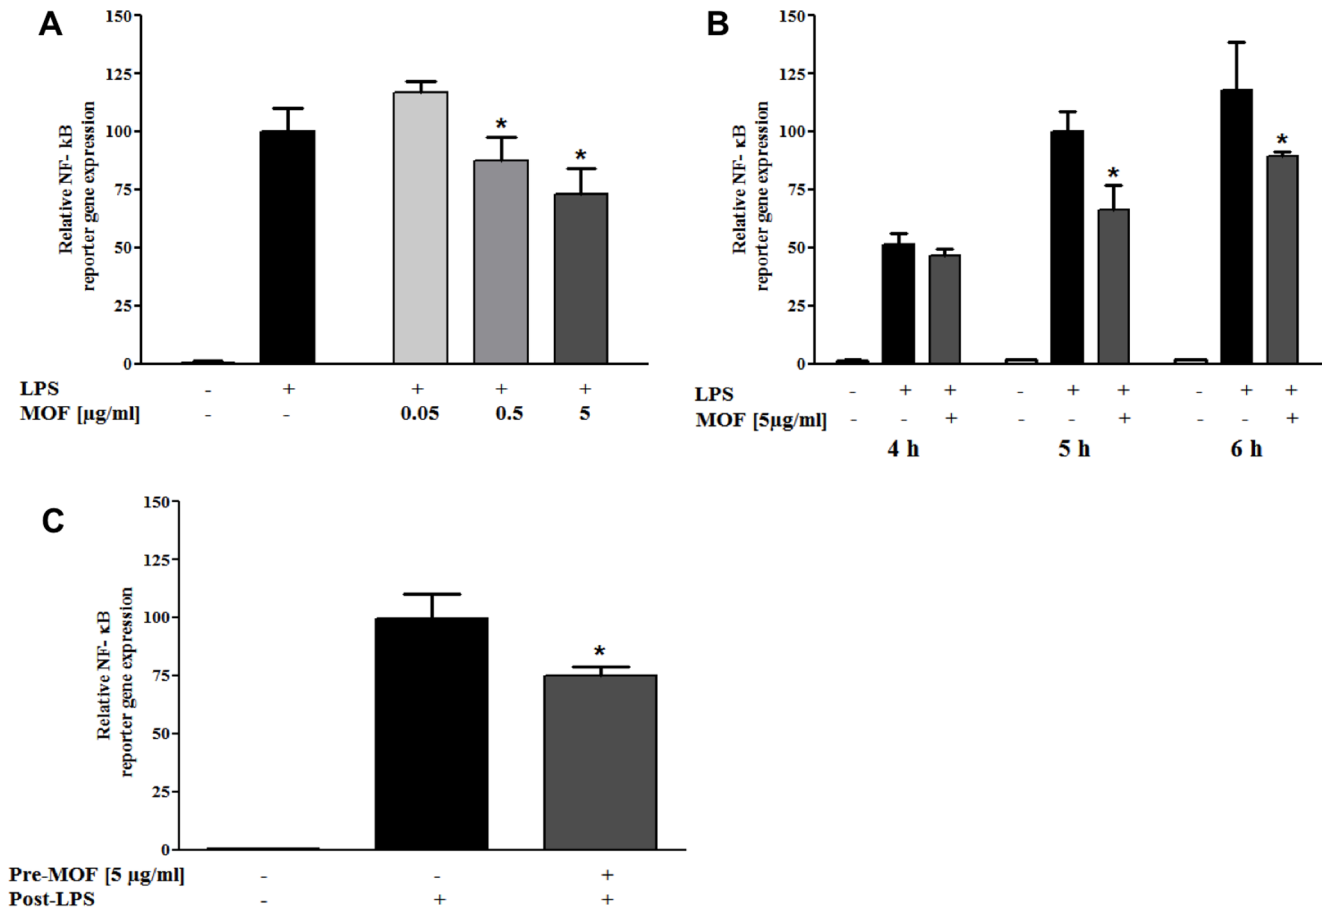 A
150
125
100
75
50
25
0
Relative NF- kB
reporter gene expression
* *
LPS - + + + +
MOF [µg/ml] - - 0.05 0.5 5
B
150
125
100
75
50
25
0
Relative NF- κB
reporter gene expression
* *
LPS - + + - + + - + +
MOF [5µg/ml] - - + - - + - - +
4 h 5 h 6 h
C
150
125
100
75
50
25
0
Relative NF- κB
reporter gene expression
*
Pre-MOF [5 µg/ml] - - +
Post-LPS - + +